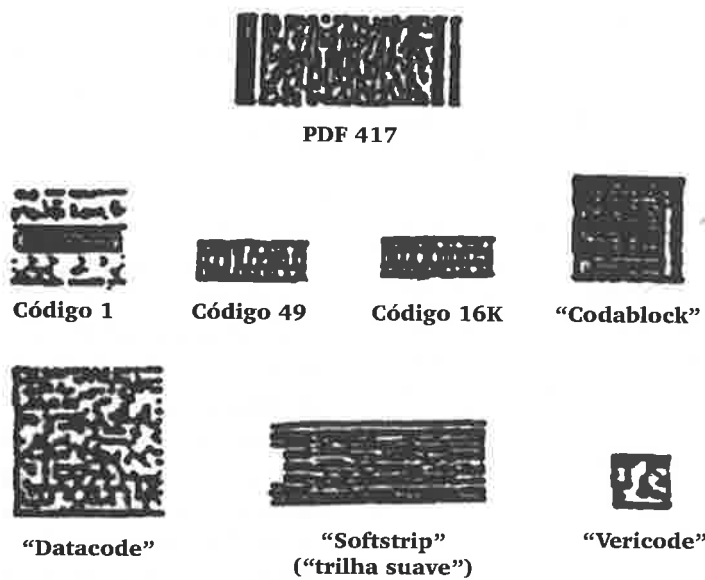 PDF 417
Código 1
Código 49
Código 16K
“Codablock”
“Datacode”
“Softstrip”
(“trilha suave”)
“Vericode”